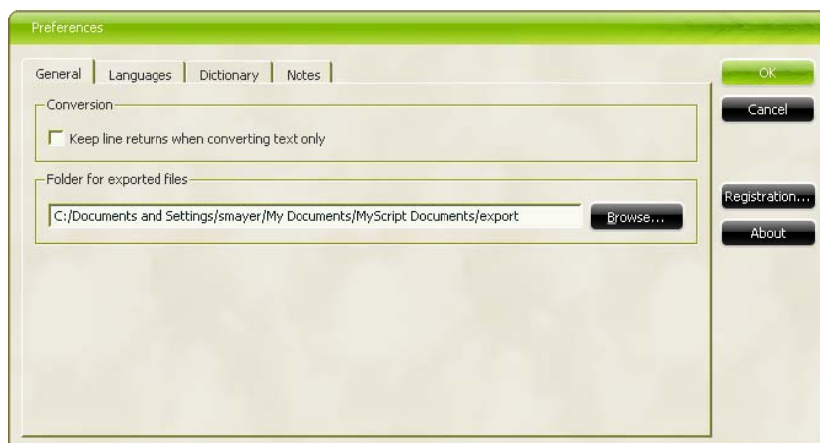 Preferences
General Languages Dictionary Notes
OK
Conversion
Cancel
Keep line returns when converting text only
Folder for exported files
Registration...
C:/Documents and Settings/smayer/My Documents/MyScript Documents/export Browse...
About